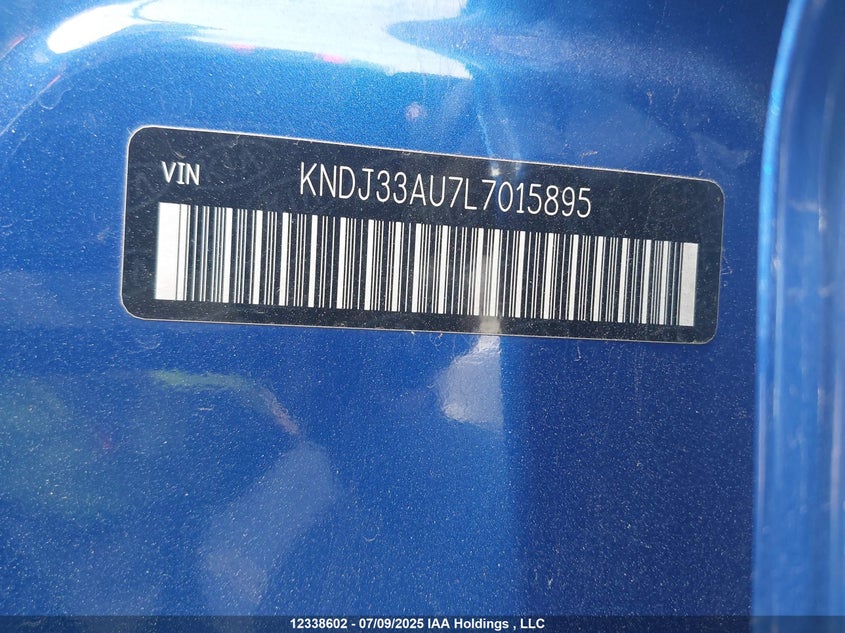 VIN KNDJ33AU7L7015895
12338602 - 07/09/2025 IAA Holdings , LLC